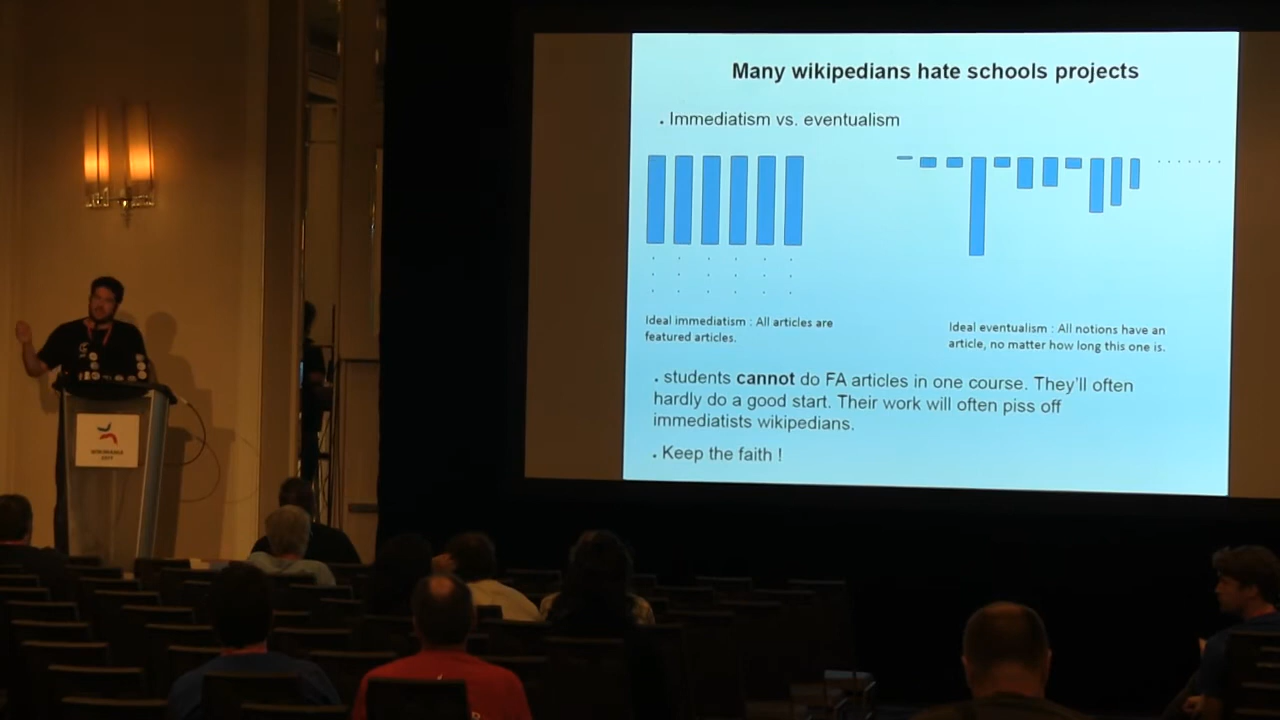 Many wikipedians hate schools projects
. Immediatism vs. eventualism
Ideal immediatism : All articles are
featured articles.
Ideal eventualism : All notions have an
article, no matter how long this one is.
. students cannot do FA articles in one course. They'll often
hardly do a good start. Their work will often piss off
immediatists wikipedians.
. Keep the faith !
WIKIMANIA
2017